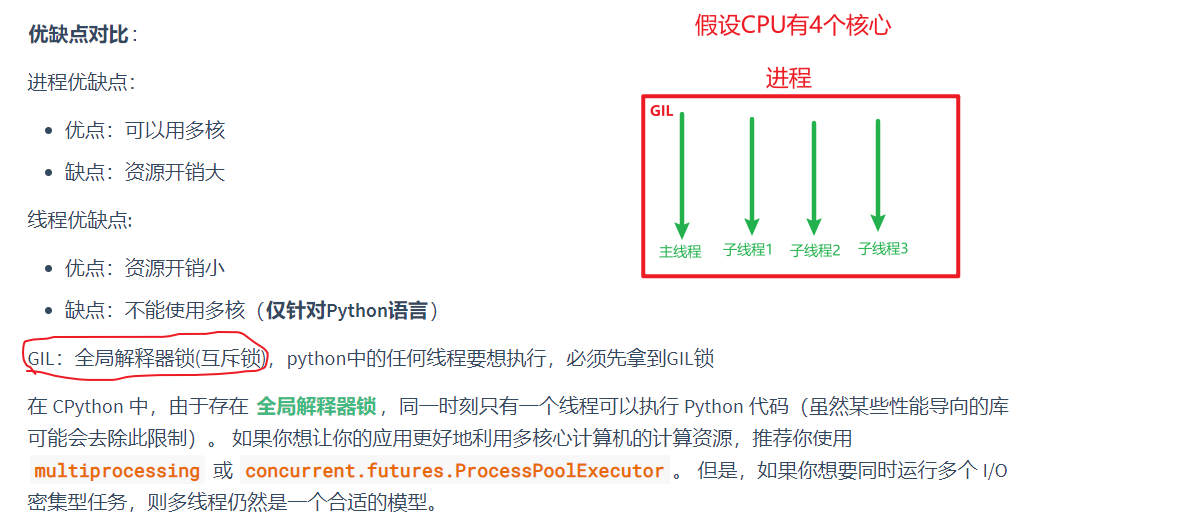 优缺点对比：
进程优缺点：
优点：可以用多核
缺点：资源开销大
线程优缺点:
优点：资源开销小
缺点：不能使用多核（仅针对Python语言）
GIL：全局解释器锁(互斥锁)，python中的任何线程要想执行，必须先拿到GIL锁
在 CPython 中，由于存在 全局解释器锁，同一时刻只有一个线程可以执行 Python 代码（虽然某些性能导向的库
可能会去除此限制）。 如果你想让你的应用更好地利用多核心计算机的计算资源，推荐你使用
multiprocessing 或 concurrent.futures.ProcessPoolExecutor 。 但是，如果你想要同时运行多个 I/O
密集型任务，则多线程仍然是一个合适的模型。
假设CPU有4个核心
进程
GIL
主线程 子线程1 子线程2 子线程3